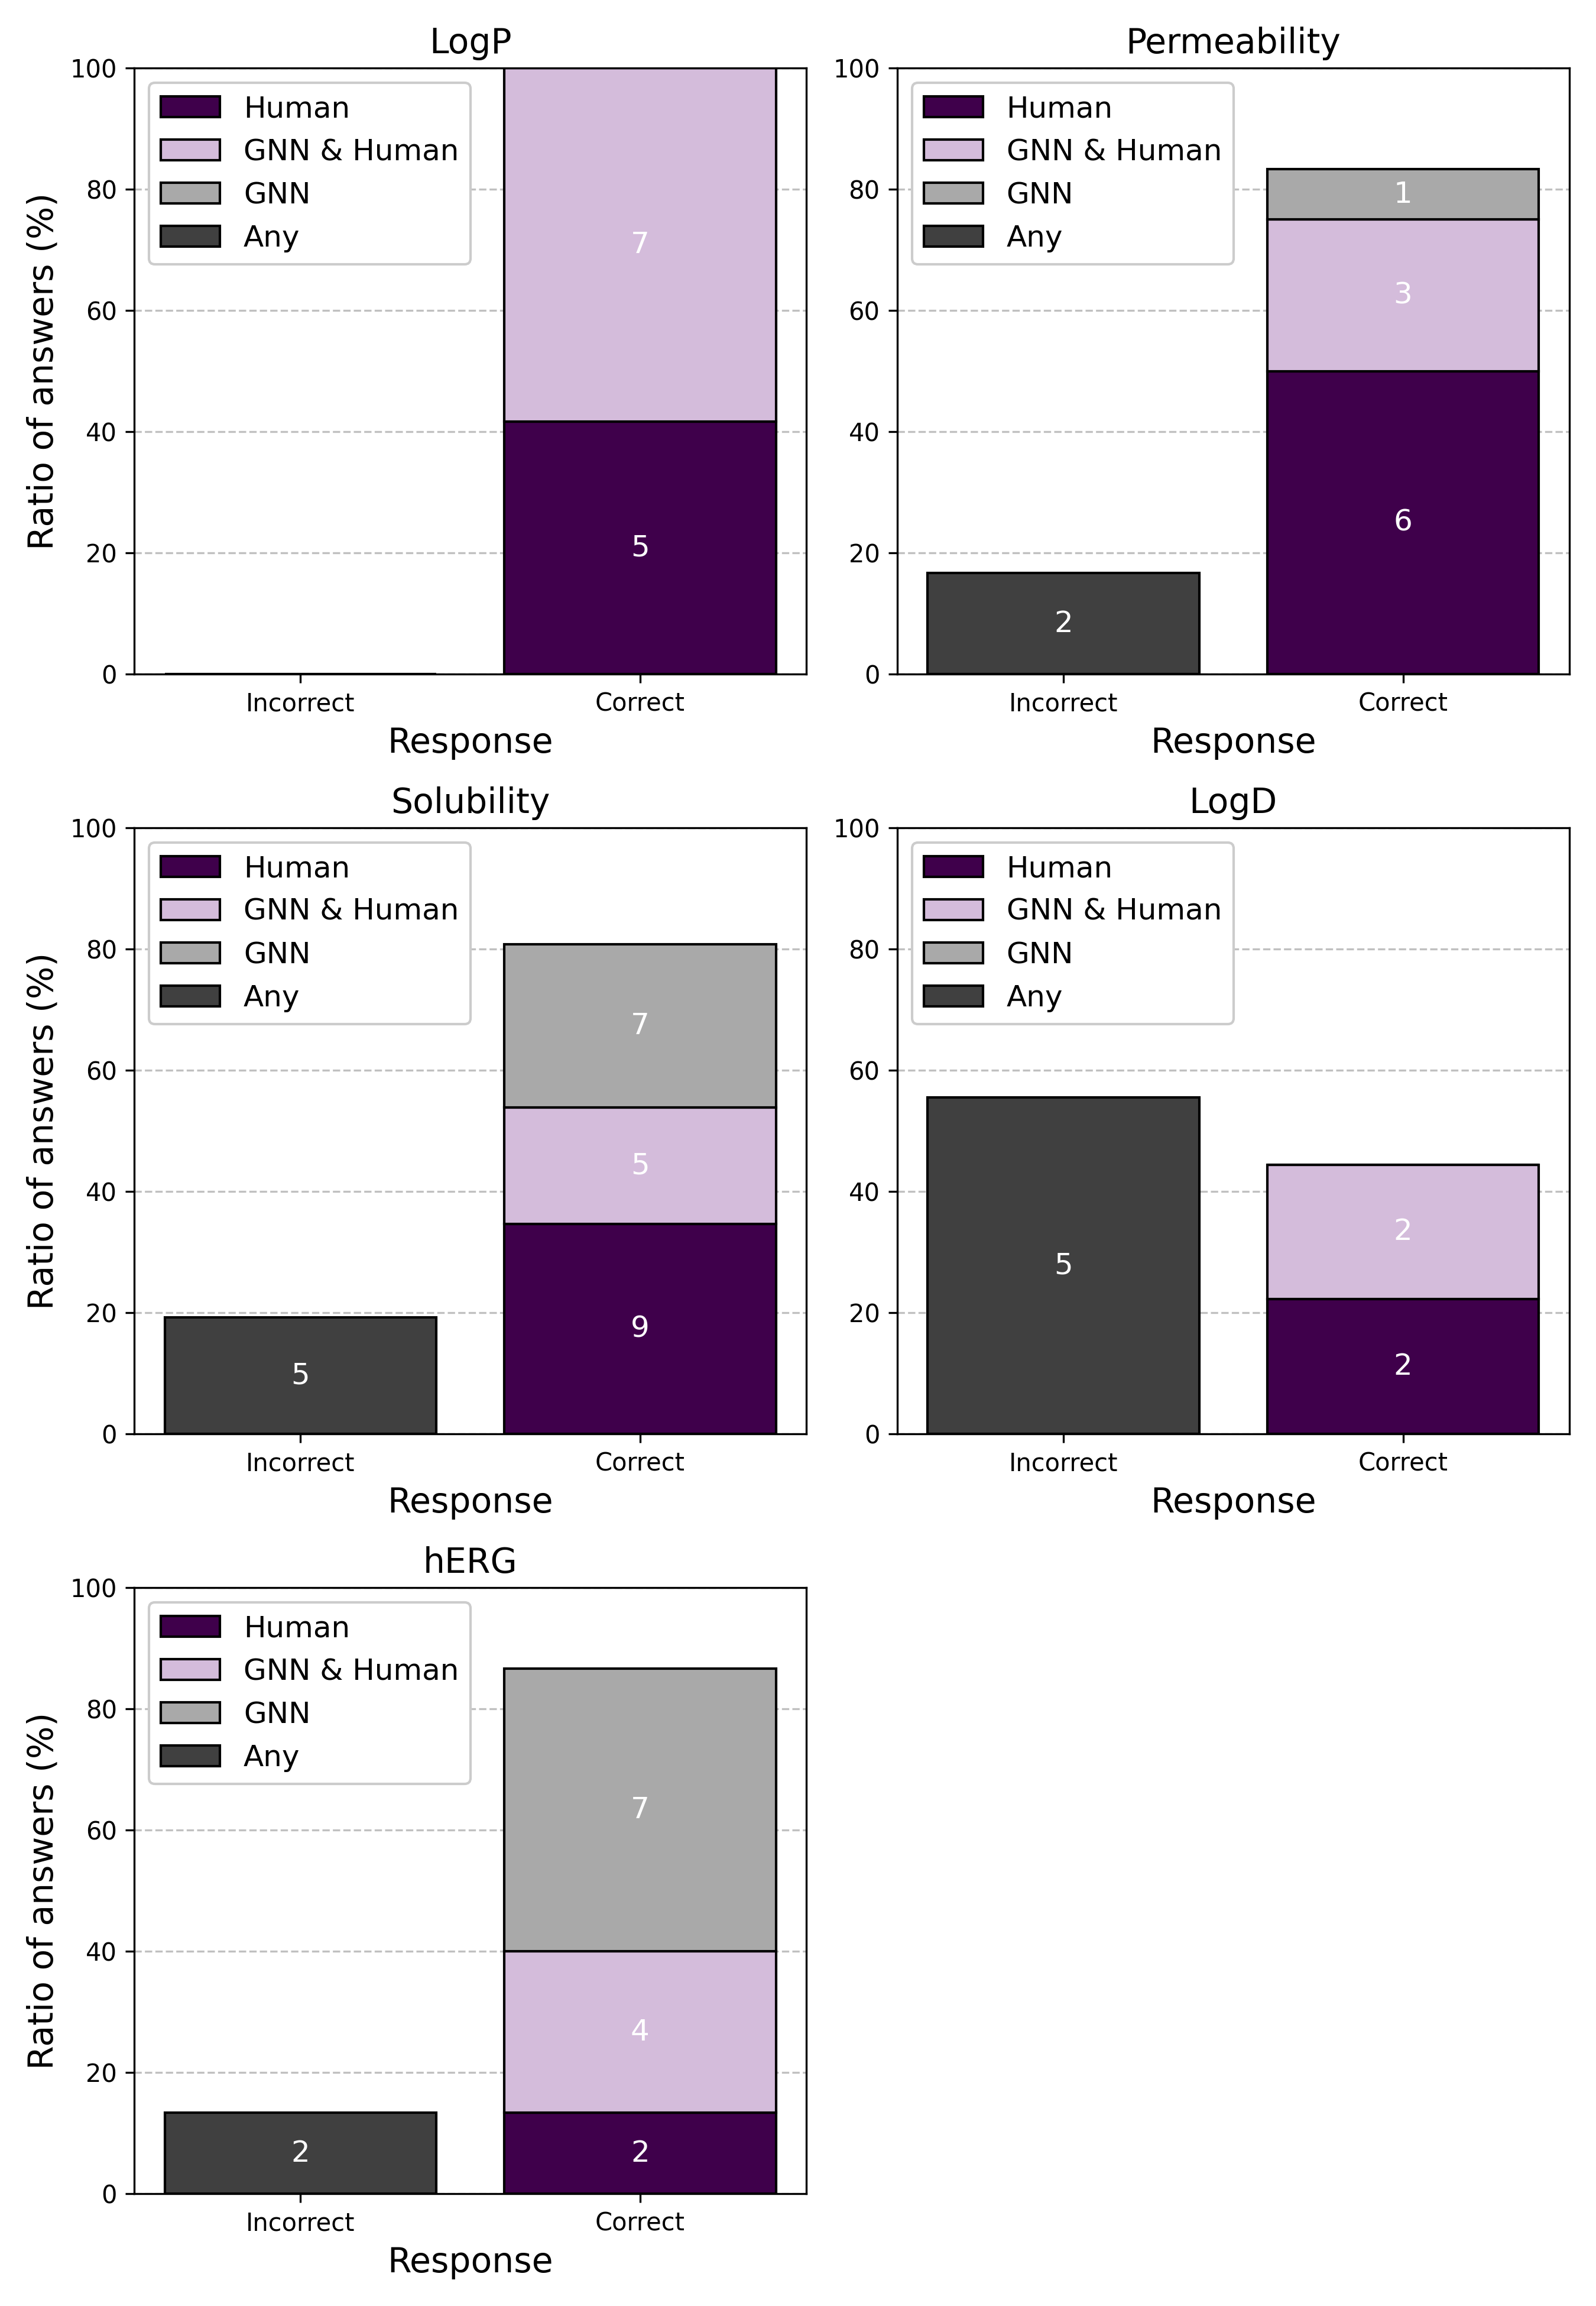 LogP
Ratio of answers (%)
100
80
60
40
20
0
Human
GNN & Human
GNN
Any
7
5
Incorrect
Correct
Response
Permeability
100
80
60
40
20
0
Human
GNN & Human
GNN
Any
2
1
3
6
Incorrect
Correct
Response
Solubility
Ratio of answers (%)
100
80
60
40
20
0
Human
GNN & Human
GNN
Any
5
7
5
9
Incorrect
Correct
Response
LogD
100
80
60
40
20
0
Human
GNN & Human
GNN
Any
5
2
2
Incorrect
Correct
Response
hERG
Ratio of answers (%)
100
80
60
40
20
0
Human
GNN & Human
GNN
Any
2
7
4
2
Incorrect
Correct
Response